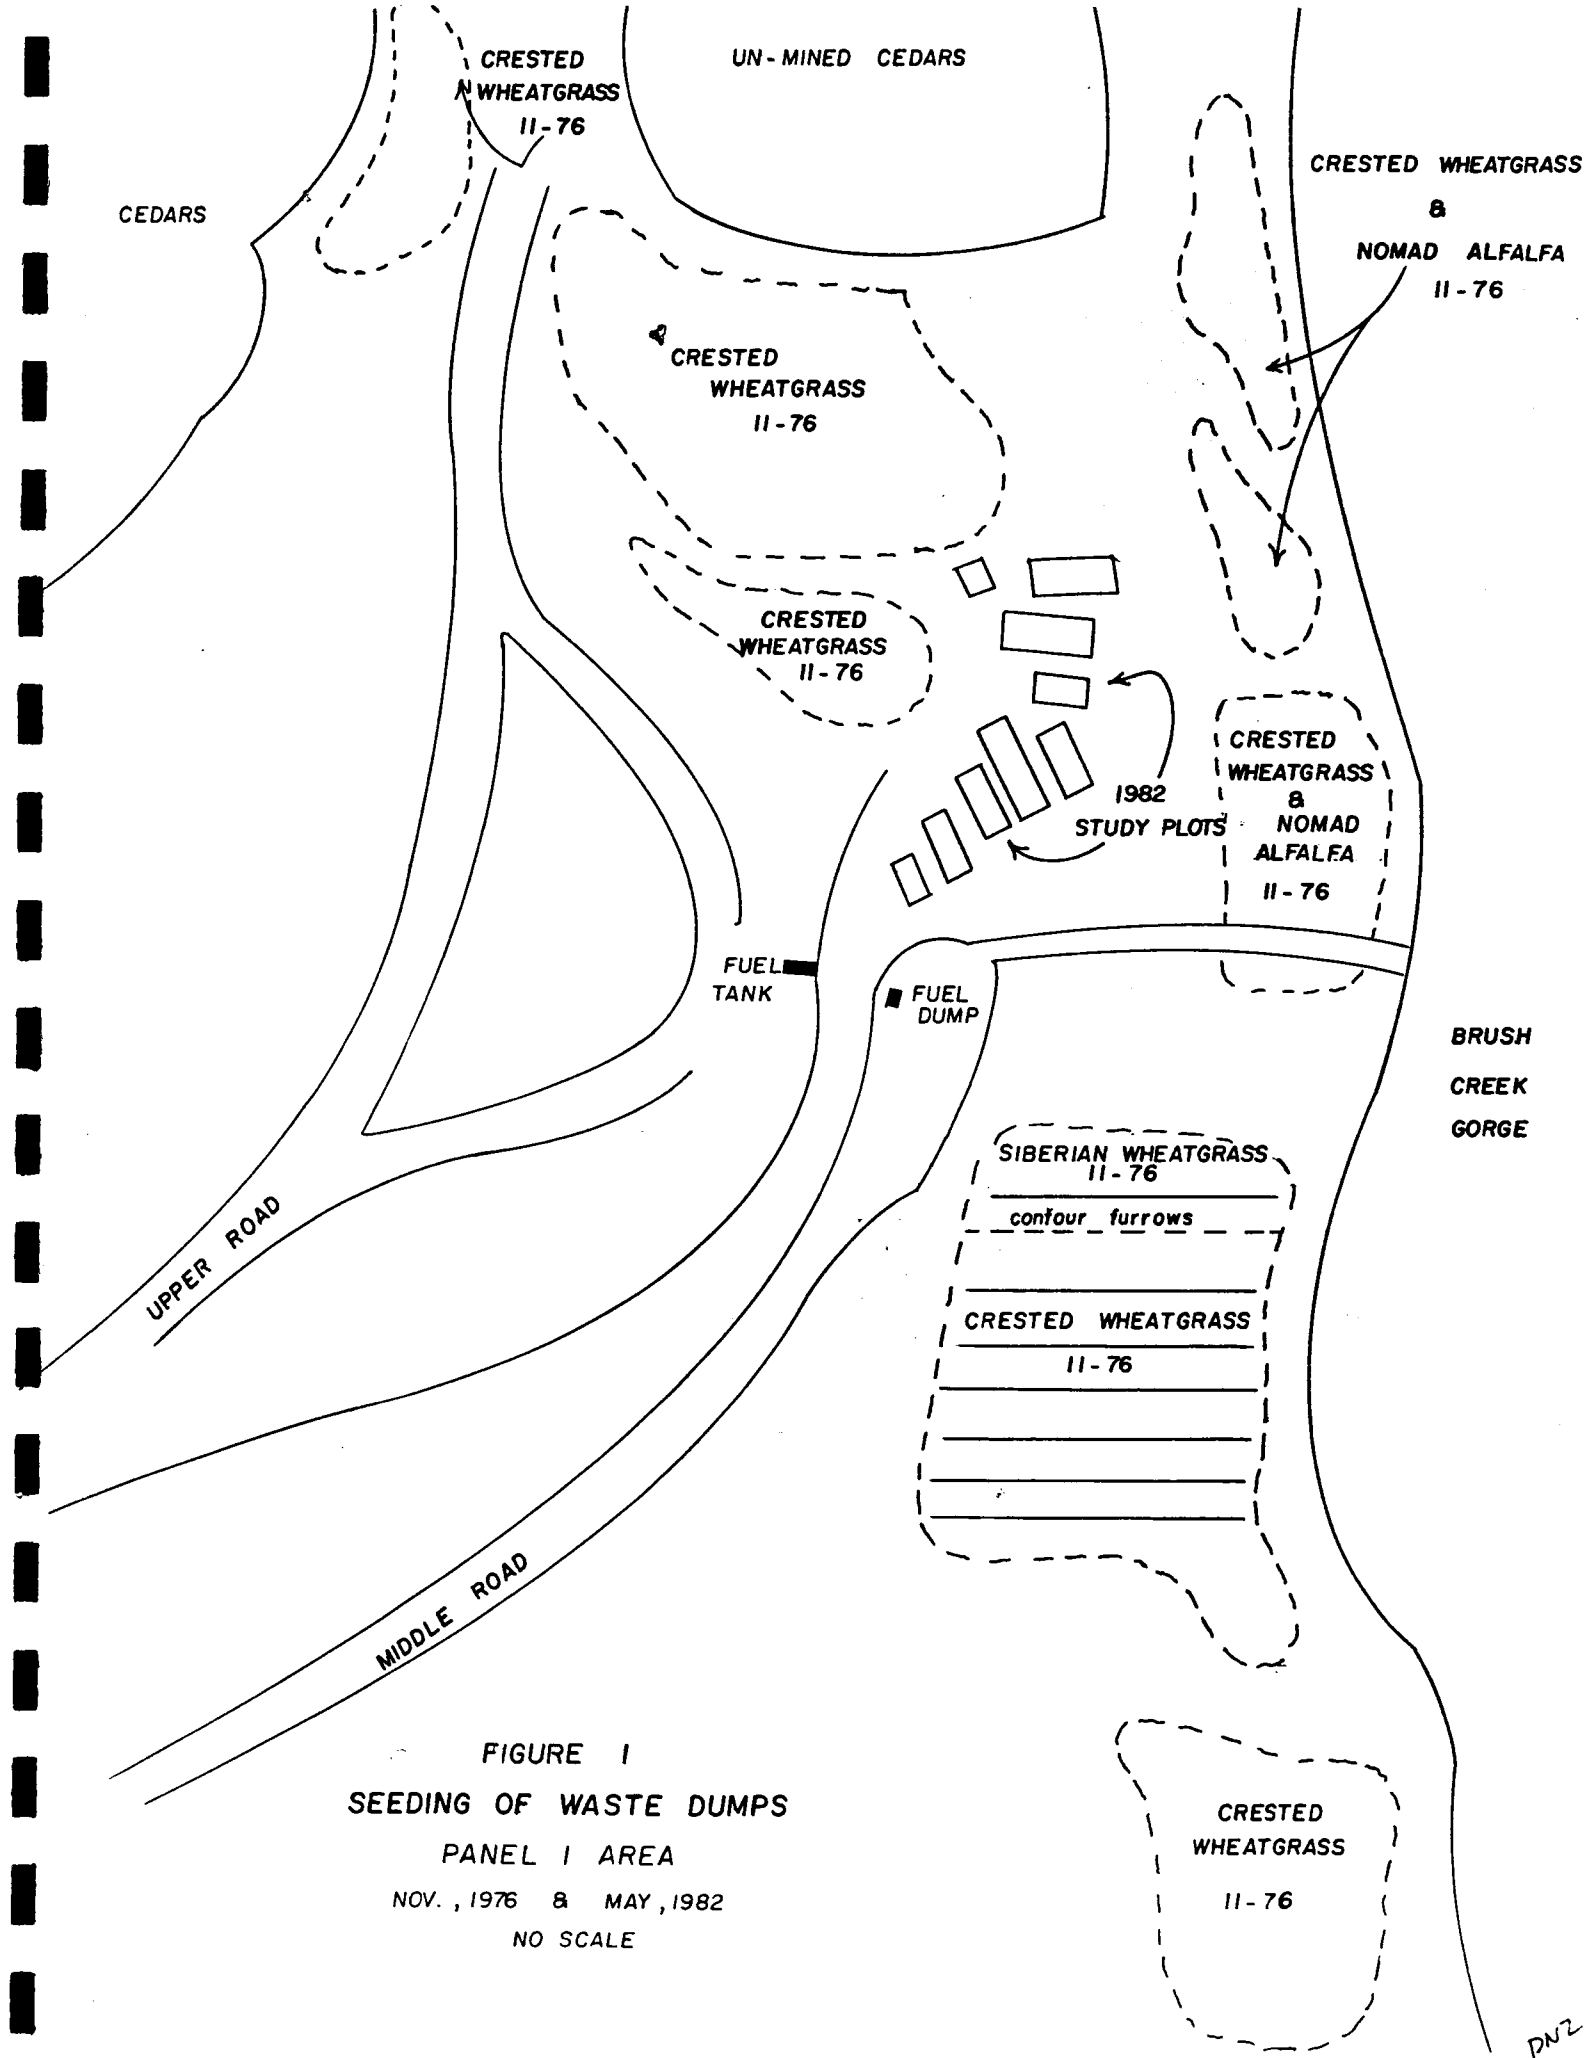 CRESTED
WHEATGRASS
11-76
UN-MINED CEDARS
CRESTED WHEATGRASS
&
NOMAD ALFALFA
11-76
CEDARS
CRESTED
WHEATGRASS
11-76
CRESTED
WHEATGRASS
11-76
CRESTED
WHEATGRASS
&
NOMAD
ALFALFA
11-76
1982
STUDY PLOTS
FUEL
TANK
FUEL
DUMP
BRUSH
CREEK
GORGE
SIBERIAN WHEATGRASS
11-76
contour furrows
UPPER ROAD
CRESTED WHEATGRASS
11-76
MIDDLE ROAD
FIGURE 1
SEEDING OF WASTE DUMPS
PANEL 1 AREA
NOV., 1976 & MAY, 1982
NO SCALE
CRESTED
WHEATGRASS
11-76